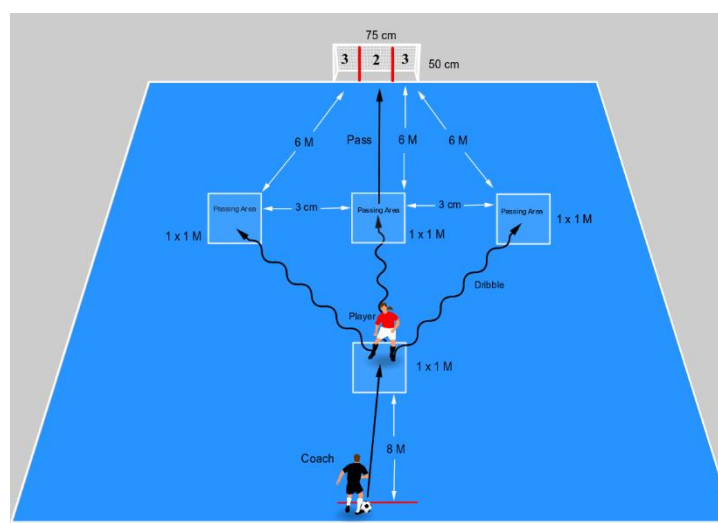 75 cm
3 2 3
50 cm
6 M
Pass
6 M
6 M
Passing Area
3 cm
Passing Area
3 cm
Passing Area
1 x 1 M
1 x 1 M
1 x 1 M
Dribble
Player
1 x 1 M
8 M
Coach